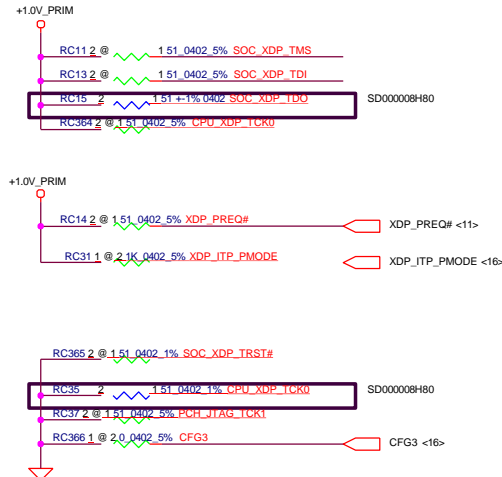 +1.0V_PRIM
RC11 2 @ 1 51_0402_5% SOC_XDP_TMS
RC13 2 @ 1 51_0402_5% SOC_XDP_TDI
RC15 2 1 51 +-1% 0402 SOC_XDP_TDO SD000008H80
RC364 2 @ 1 51_0402_5% CPU_XDP_TCK0
+1.0V_PRIM
RC14 2 @ 1 51_0402_5% XDP_PREQ# XDP_PREQ# <11>
RC31 1 @ 2 1K_0402_5% XDP_ITP_PMODE XDP_ITP_PMODE <16>
RC365 2 @ 1 51_0402_1% SOC_XDP_TRST#
RC35 2 1 51_0402_1% CPU_XDP_TCK0 SD000008H80
RC37 2 @ 1 51_0402_5% PCH_JTAG_TCK1
RC366 1 @ 2 0_0402_5% CFG3 CFG3 <16>